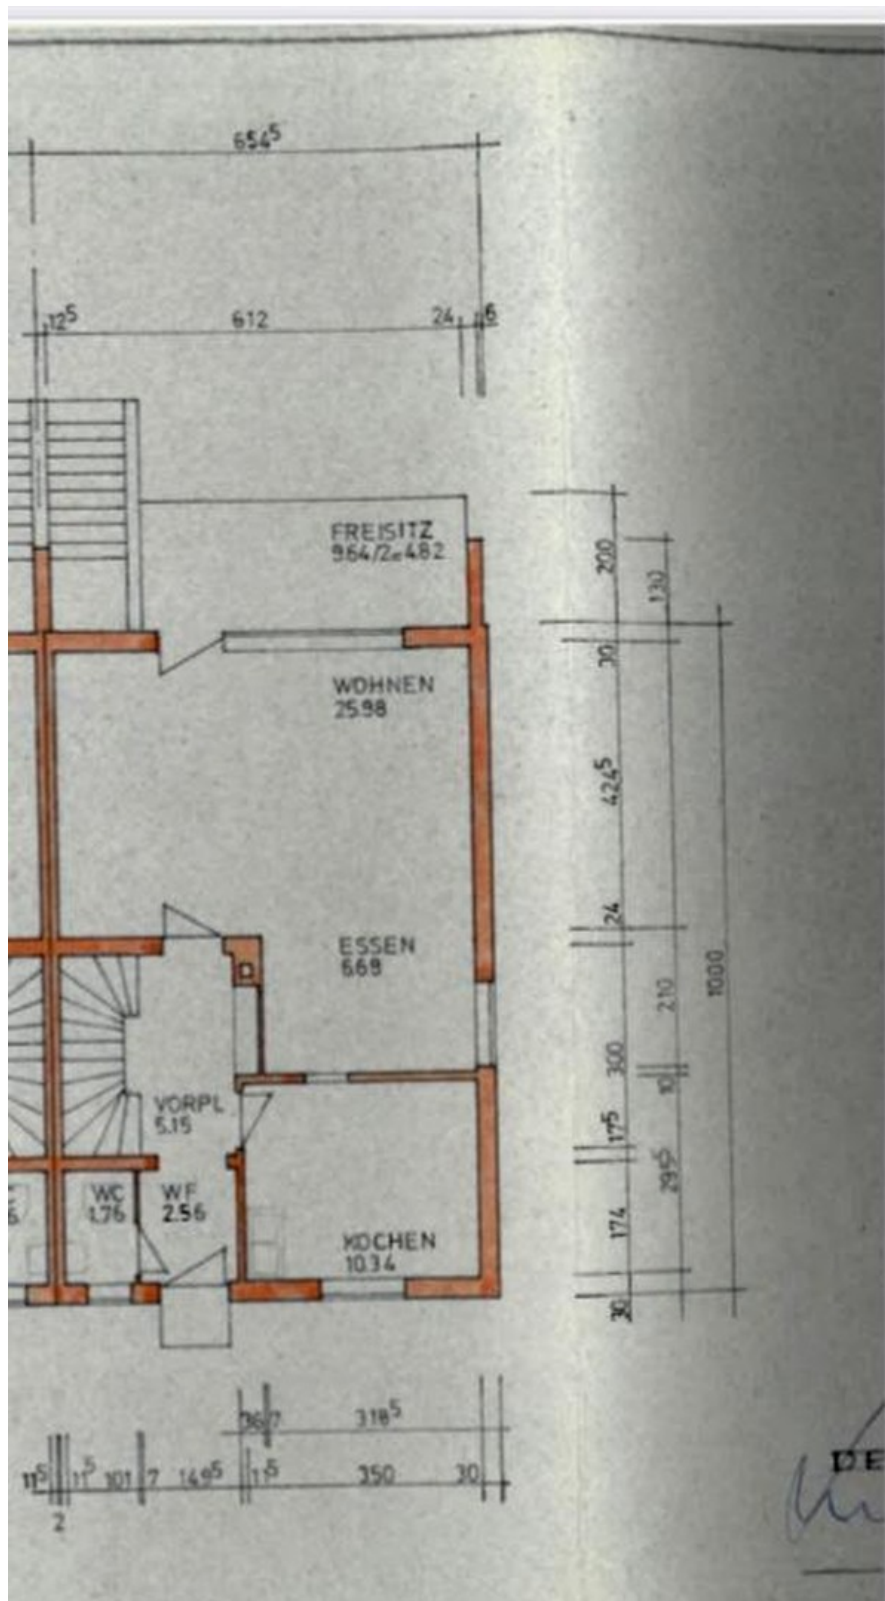 654⁵
12⁵ 612 24 6
FREISITZ
9.64/2=4.82
200
130
30
WOHNEN
25.98
424⁵
24
ESSEN
6.69
210
1000
300
10
VORPL
5.15
17⁵
WC
1.76
WF
2.56
299⁵
174
KOCHEN
10.34
30
36 7 318⁵
11⁵ 11⁵ 101 7 149⁵ 11⁵ 350 30
2
DE